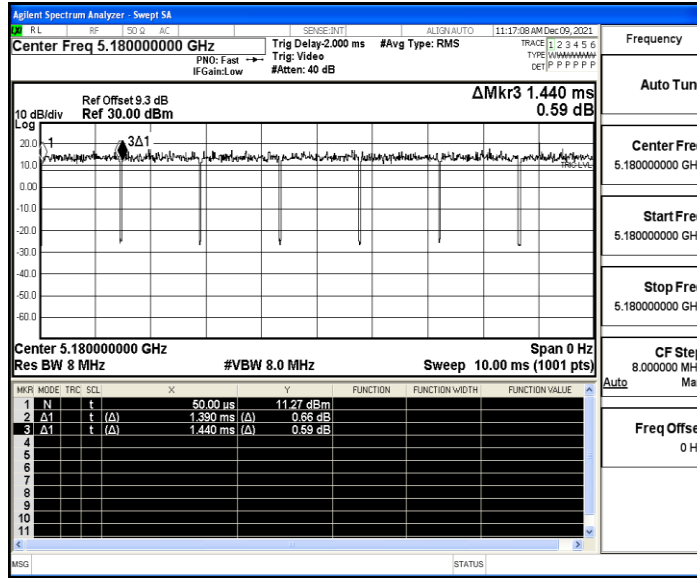 Agilent Spectrum Analyzer - Swept SA
LXI RL RF 50 Ω AC SENSE:INT ALIGN AUTO 11:17:08 AM Dec 09, 2021
Center Freq 5.180000000 GHz
PNO: Fast
IFGain:Low
Trig Delay-2.000 ms
Trig: Video
#Atten: 40 dB
#Avg Type: RMS
TRACE 1 2 3 4 5 6
TYPE WWWWWW
DET P P P P P P
ΔMkr3 1.440 ms
0.59 dB
Ref Offset 9.3 dB
10 dB/div Ref 30.00 dBm
Log
20.0
10.0
0.00
-10.0
-20.0
-30.0
-40.0
-50.0
-60.0
1
3Δ1
TRIG LVL
Center 5.180000000 GHz Span 0 Hz
Res BW 8 MHz #VBW 8.0 MHz Sweep 10.00 ms (1001 pts)
MKR MODE TRC SCL X Y FUNCTION FUNCTION WIDTH FUNCTION VALUE
1 N t 50.00 µs 11.27 dBm
2 Δ1 t (Δ) 1.390 ms (Δ) 0.66 dB
3 Δ1 t (Δ) 1.440 ms (Δ) 0.59 dB
4
5
6
7
8
9
10
11
MSG STATUS
Frequency
Auto Tun
Center Fre
5.180000000 GH
Start Fre
5.180000000 GH
Stop Fre
5.180000000 GH
CF Step
8.000000 MH
Auto Ma
Freq Offse
0 H